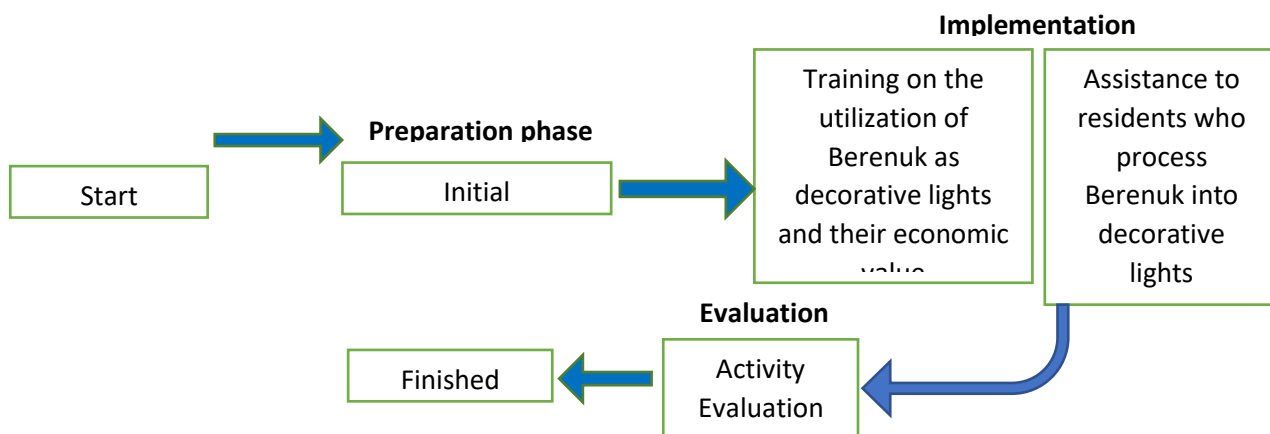 Implementation
Training on the
utilization of
Berenuk as
decorative lights
and their economic
value
Assistance to
residents who
process
Berenuk into
decorative
lights
Preparation phase
Initial
Start
Evaluation
Activity
Evaluation
Finished